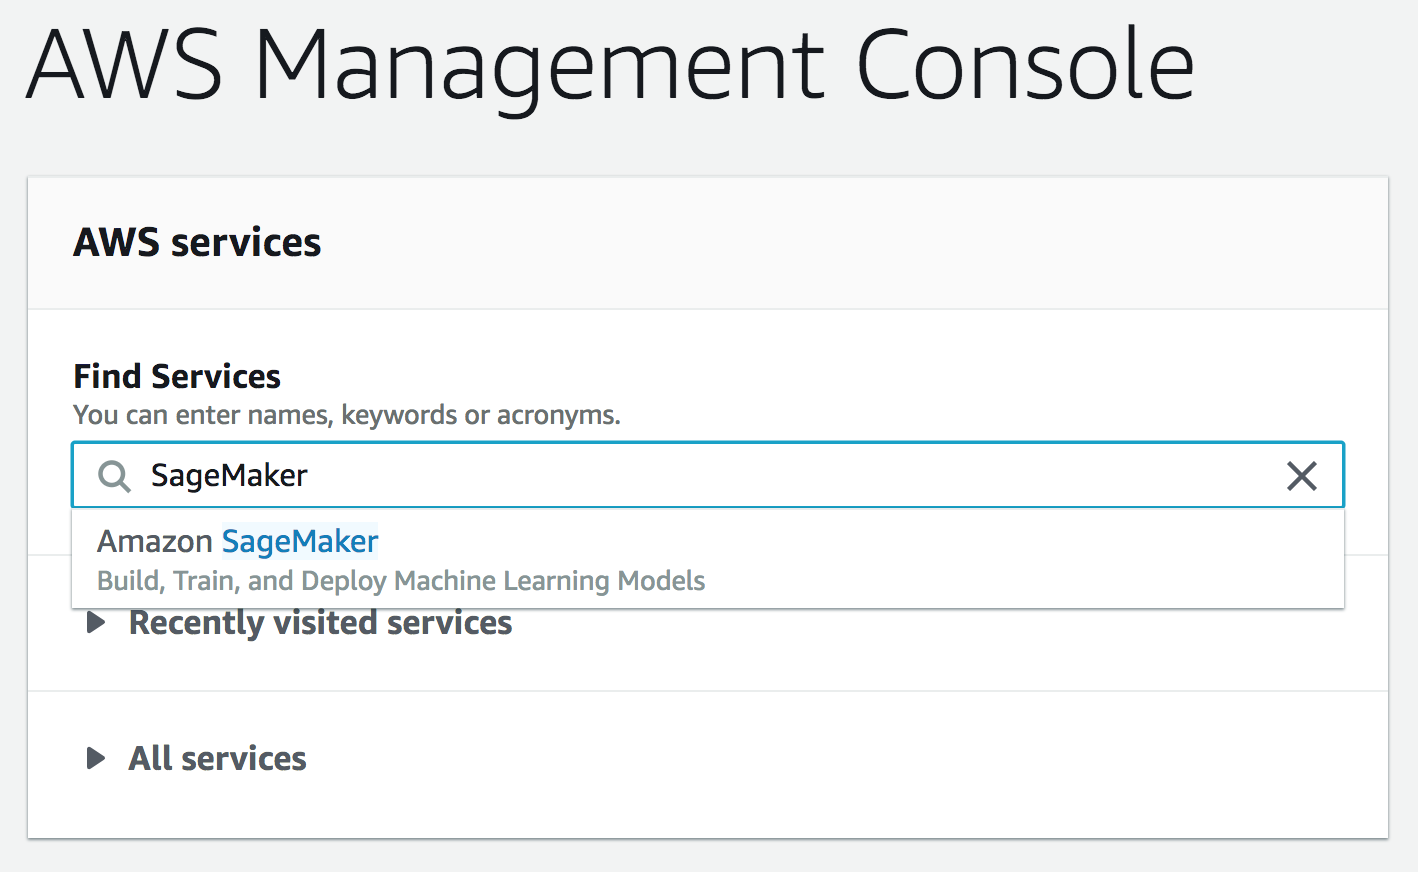 AWS Management Console
AWS services
Find Services
You can enter names, keywords or acronyms.
SageMaker
Amazon SageMaker
Build, Train, and Deploy Machine Learning Models
Recently visited services
All services